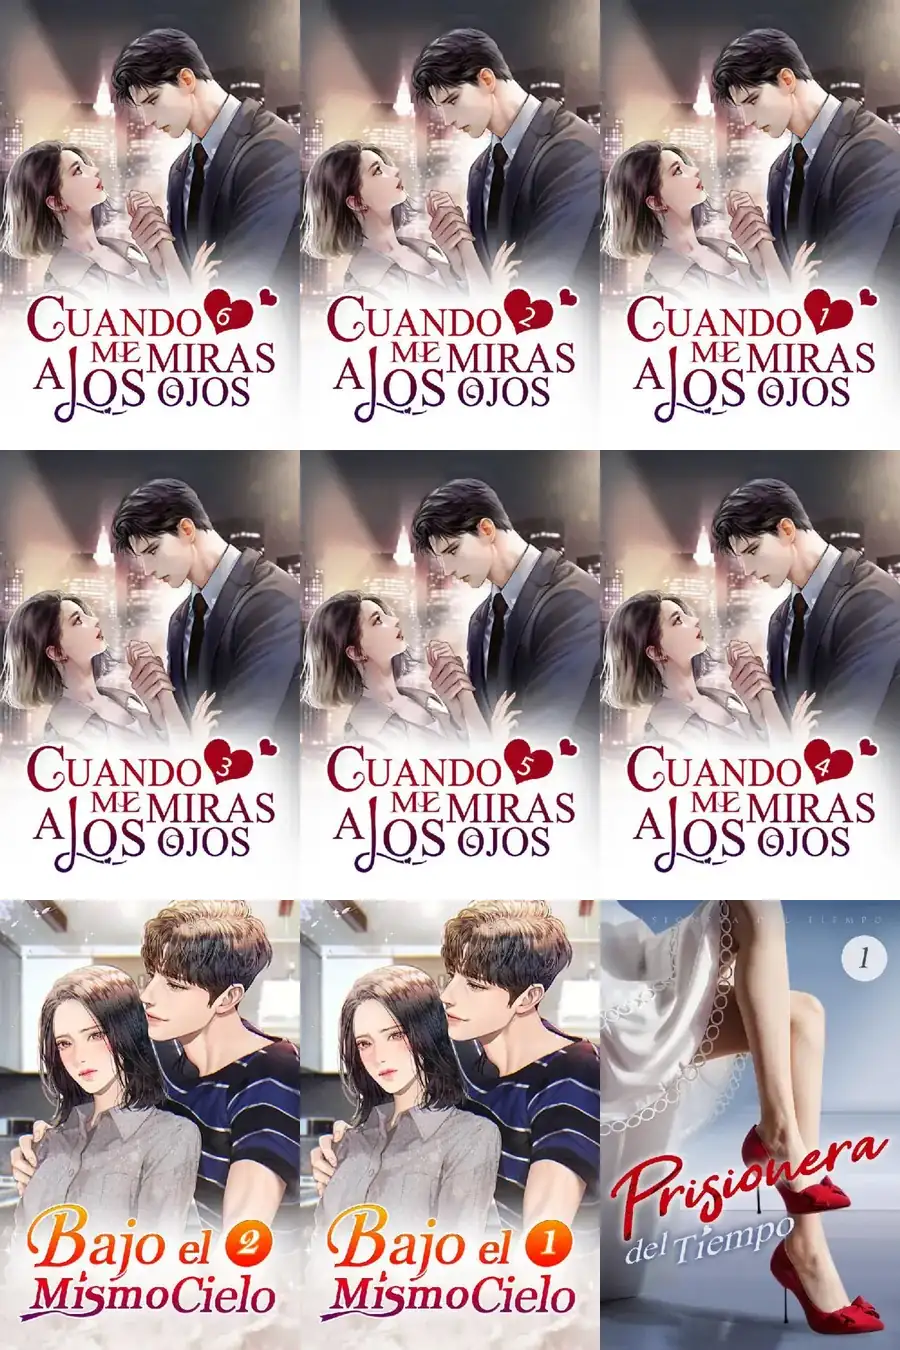 CUANDO 6
ME MIRAS
A LOS OJOS
CUANDO 2
ME MIRAS
A LOS OJOS
CUANDO 1
ME MIRAS
A LOS OJOS
CUANDO 3
ME MIRAS
A LOS OJOS
CUANDO 5
ME MIRAS
A LOS OJOS
CUANDO 4
ME MIRAS
A LOS OJOS
Bajo el 2
Mismo Cielo
Bajo el 1
Mismo Cielo
1
Prisionera
del Tiempo